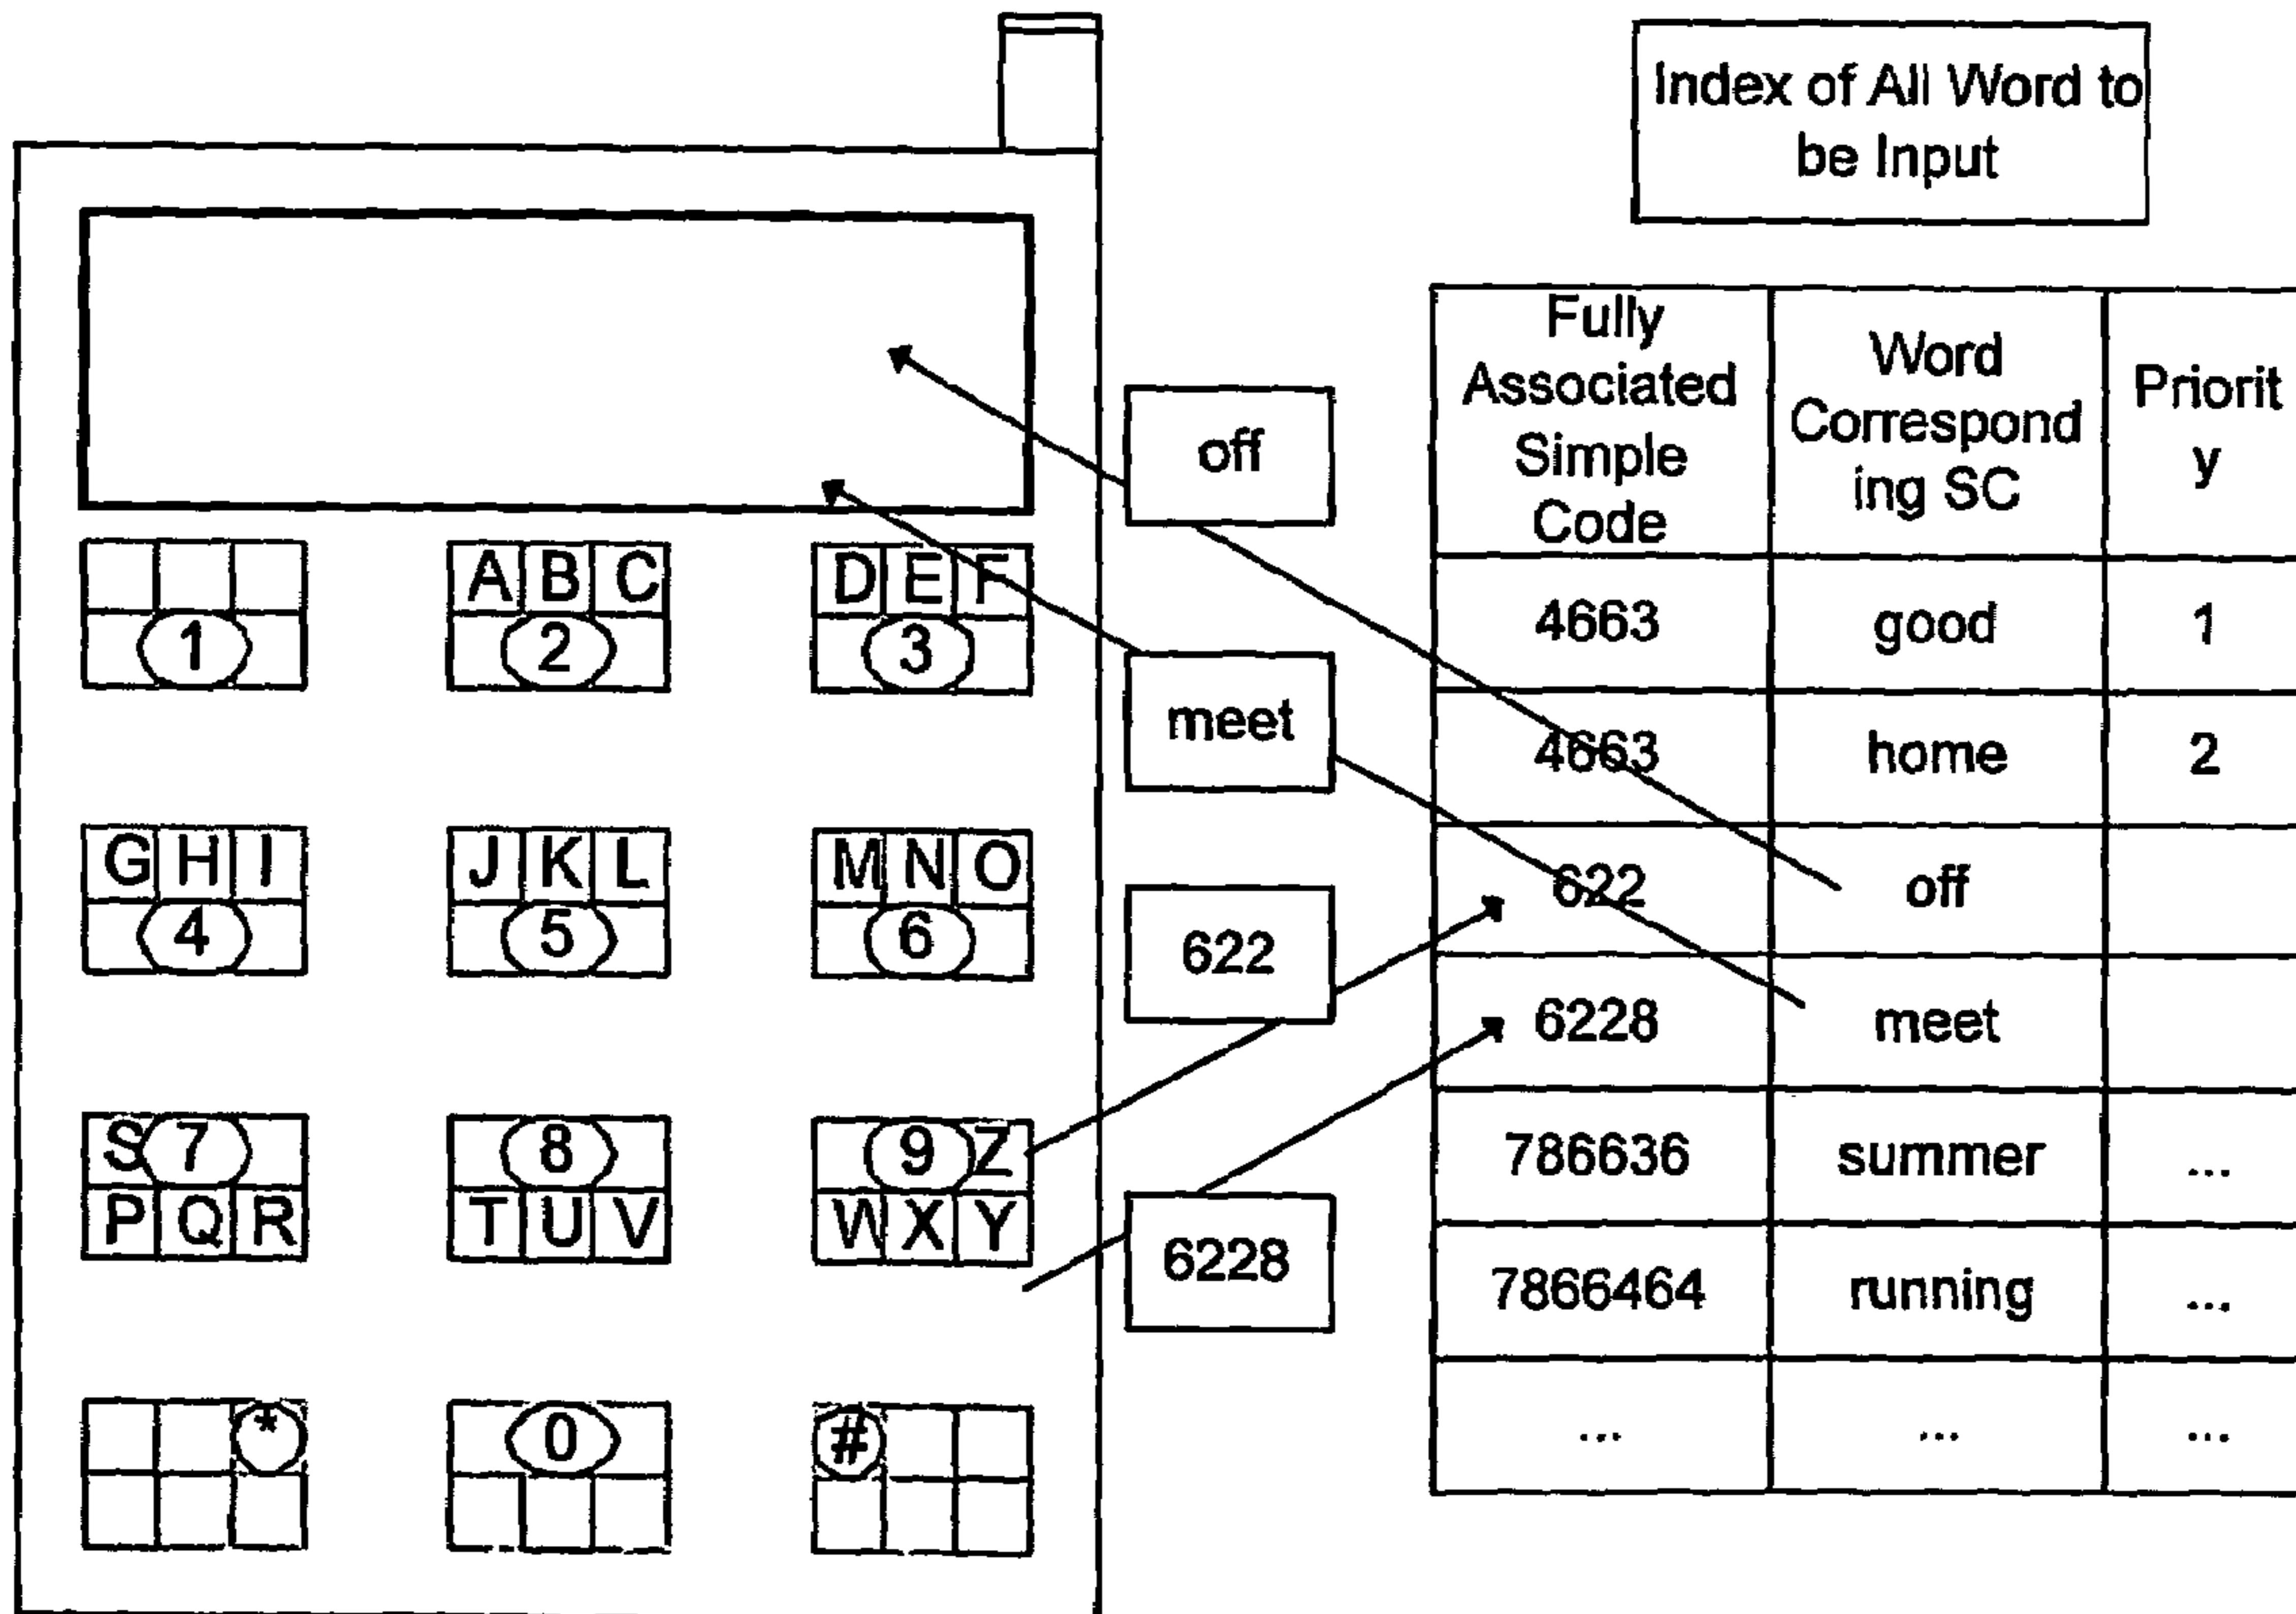 Index of All Word to
be Input
off
meet
622
6228
A B C
D E F
1
2
3
G H I
J K L
M N O
4
5
6
S 7
8
9 Z
P Q R
T U V
W X Y
*
0
#
Fully
Associated
Simple
Code
Word
Correspond
ing SC
Priorit
y
4663 good 1
4663 home 2
622 off
6228 meet
786636 summer ...
7866464 running ...
... ... ...